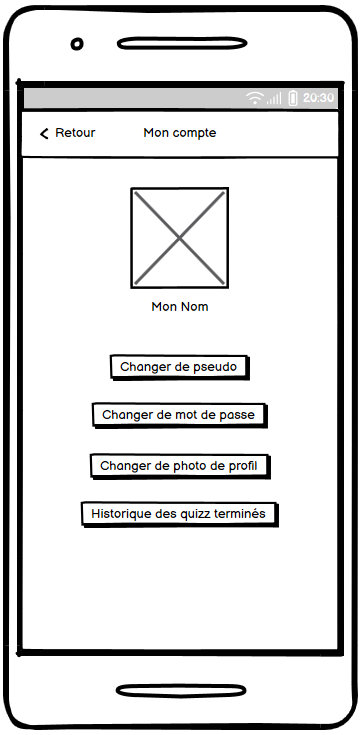 20:30
Retour
Mon compte
Mon Nom
Changer de pseudo
Changer de mot de passe
Changer de photo de profil
Historique des quizz terminés